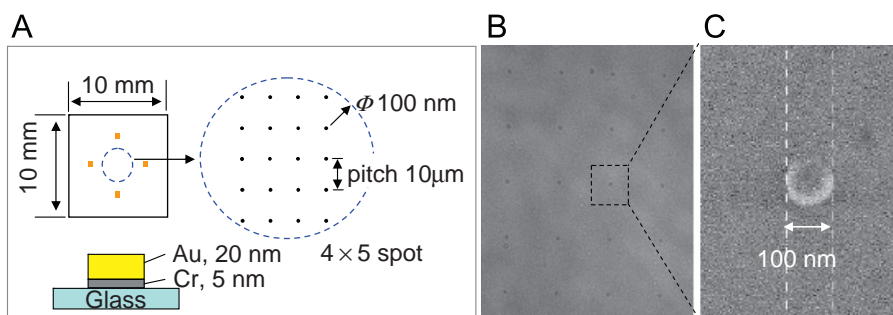 A
10 mm
10 mm
Φ100 nm
pitch 10μm
4×5 spot
Au, 20 nm
Cr, 5 nm
Glass
B
C
100 nm